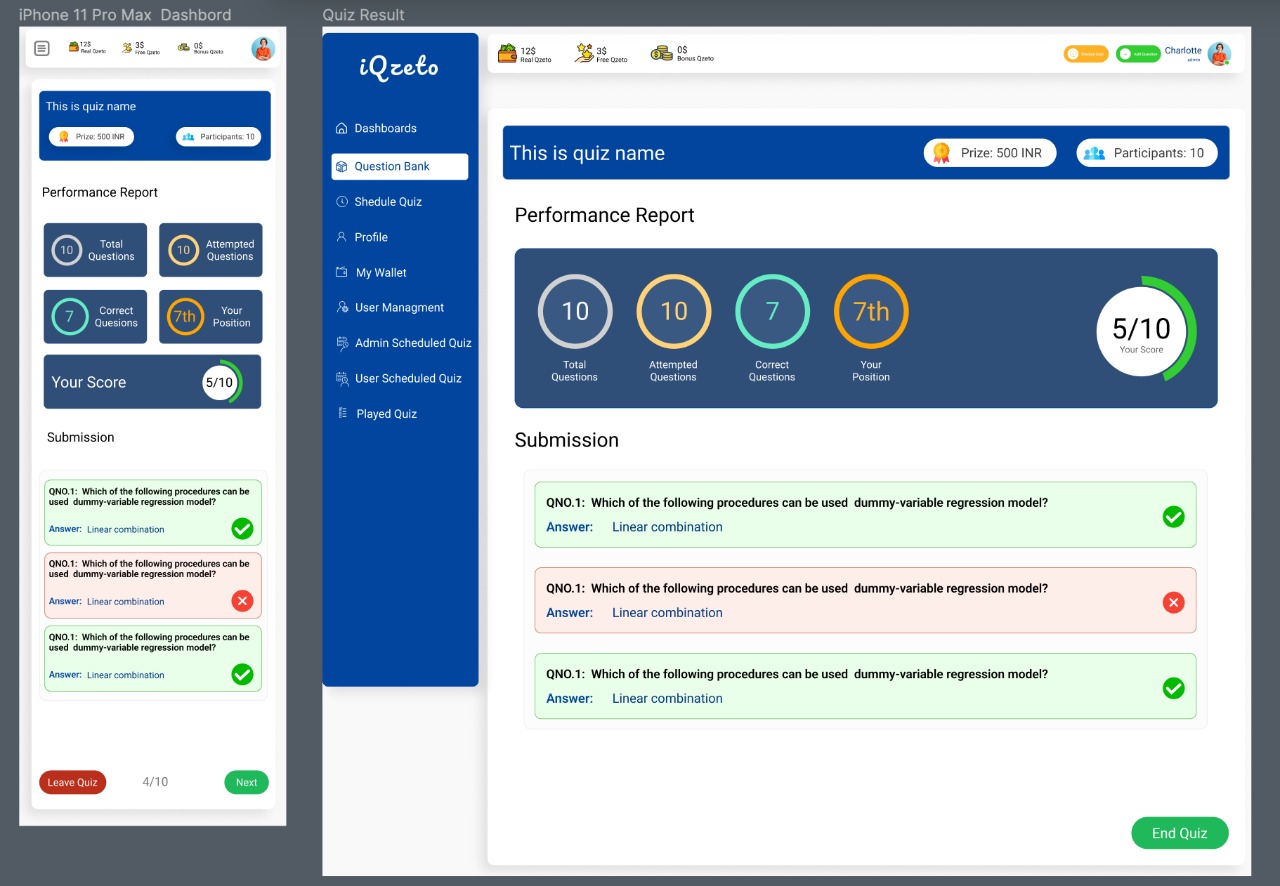 iPhone 11 Pro Max Dashbord
12$
Real Qzeto
3$
Free Qzeto
0$
Bonus Qzeto
This is quiz name
Prize: 500 INR
Participants: 10
Performance Report
10
Total
Questions
10
Attempted
Questions
7
Correct
Quesions
7th
Your
Position
Your Score
5/10
Submission
QNO.1: Which of the following procedures can be
used dummy-variable regression model?
Answer: Linear combination
QNO.1: Which of the following procedures can be
used dummy-variable regression model?
Answer: Linear combination
QNO.1: Which of the following procedures can be
used dummy-variable regression model?
Answer: Linear combination
Leave Quiz
4/10
Next
Quiz Result
iQzeto
Dashboards
Question Bank
Shedule Quiz
Profile
My Wallet
User Managment
Admin Scheduled Quiz
User Scheduled Quiz
Played Quiz
12$
Real Qzeto
3$
Free Qzeto
0$
Bonus Qzeto
Add Question
Charlotte
admin
This is quiz name
Prize: 500 INR
Participants: 10
Performance Report
10
Total
Questions
10
Attempted
Questions
7
Correct
Questions
7th
Your
Position
5/10
Your Score
Submission
QNO.1: Which of the following procedures can be used dummy-variable regression model?
Answer: Linear combination
QNO.1: Which of the following procedures can be used dummy-variable regression model?
Answer: Linear combination
QNO.1: Which of the following procedures can be used dummy-variable regression model?
Answer: Linear combination
End Quiz